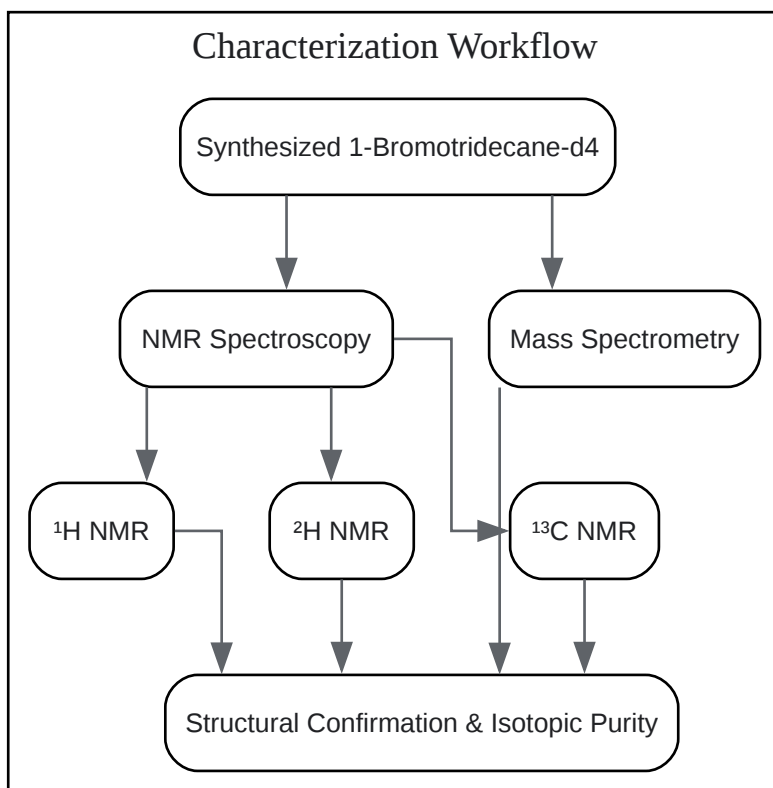 Characterization Workflow
Synthesized 1-Bromotridecane-d4
NMR Spectroscopy
Mass Spectrometry
¹H NMR
²H NMR
¹³C NMR
Structural Confirmation & Isotopic Purity